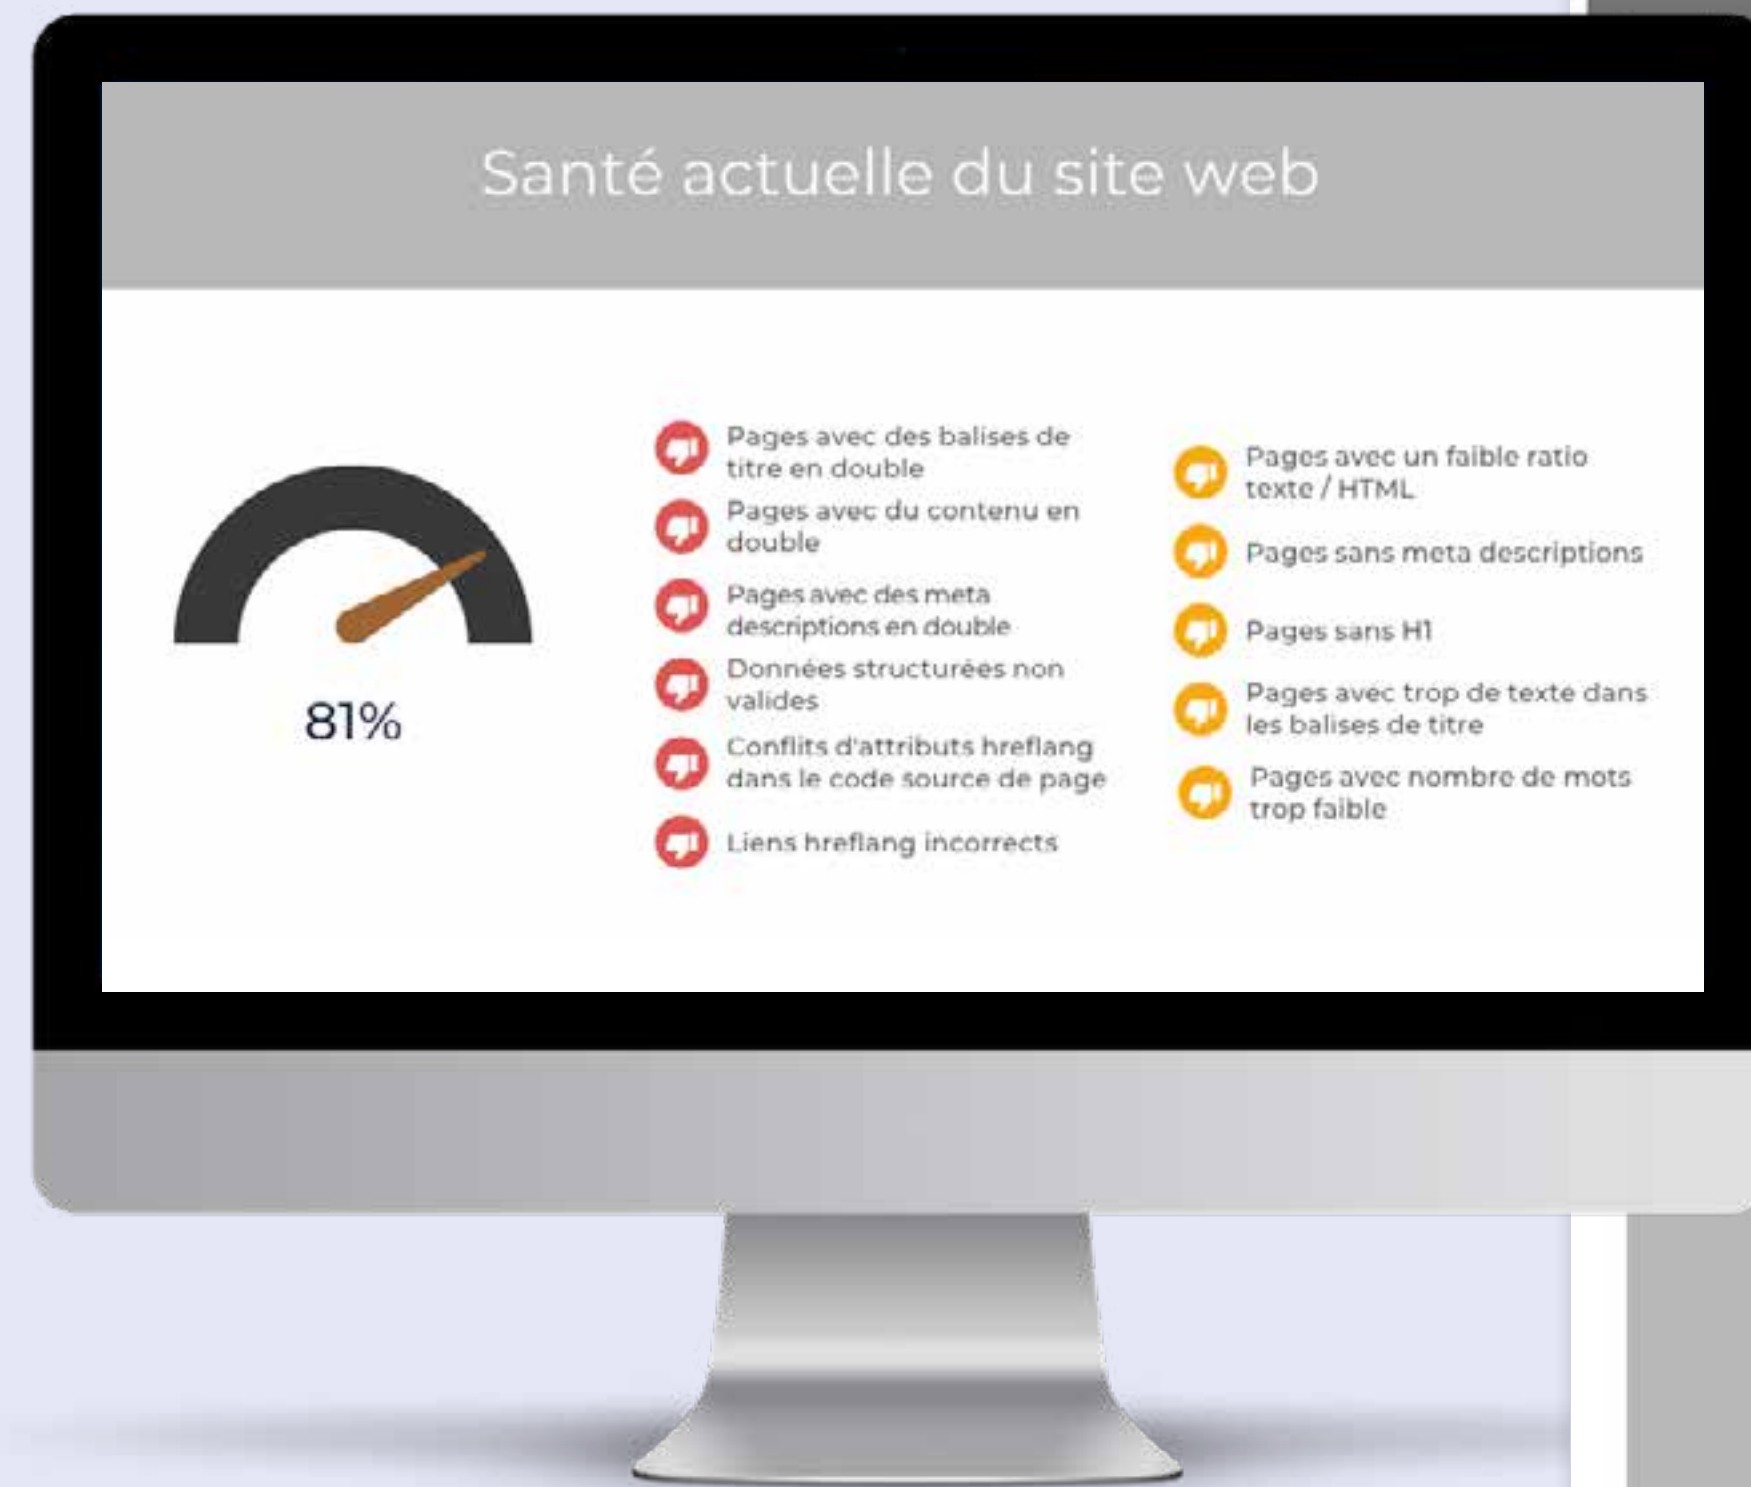 Santé actuelle du site web
81%
Pages avec des balises de
titre en double
Pages avec du contenu en
double
Pages avec des meta
descriptions en double
Données structurées non
valides
Conflits d'attributs hreflang
dans le code source de page
Liens hreflang incorrects
Pages avec un faible ratio
texte / HTML
Pages sans meta descriptions
Pages sans H1
Pages avec trop de texte dans
les balises de titre
Pages avec nombre de mots
trop faible